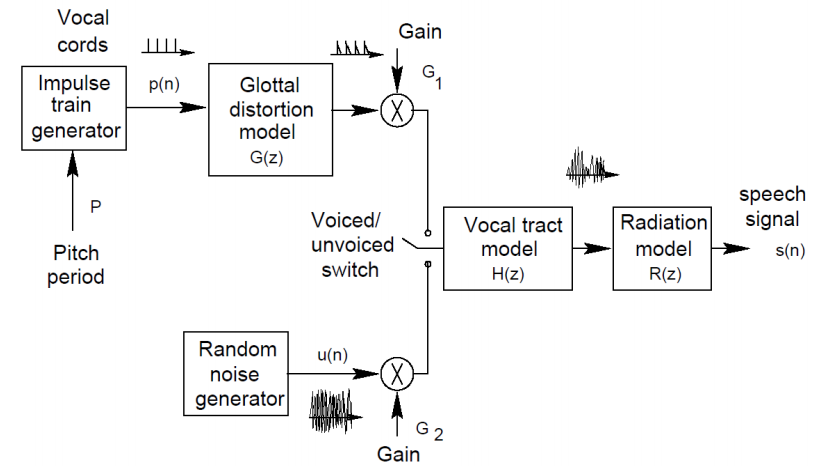 Vocal
cords
Gain
Impulse
train
generator
p(n)
Glottal
distortion
model
G(z)
G1
X
P
Pitch
period
Voiced/
unvoiced
switch
Vocal tract
model
H(z)
Radiation
model
R(z)
speech
signal
s(n)
Random
noise
generator
u(n)
X
G 2
Gain